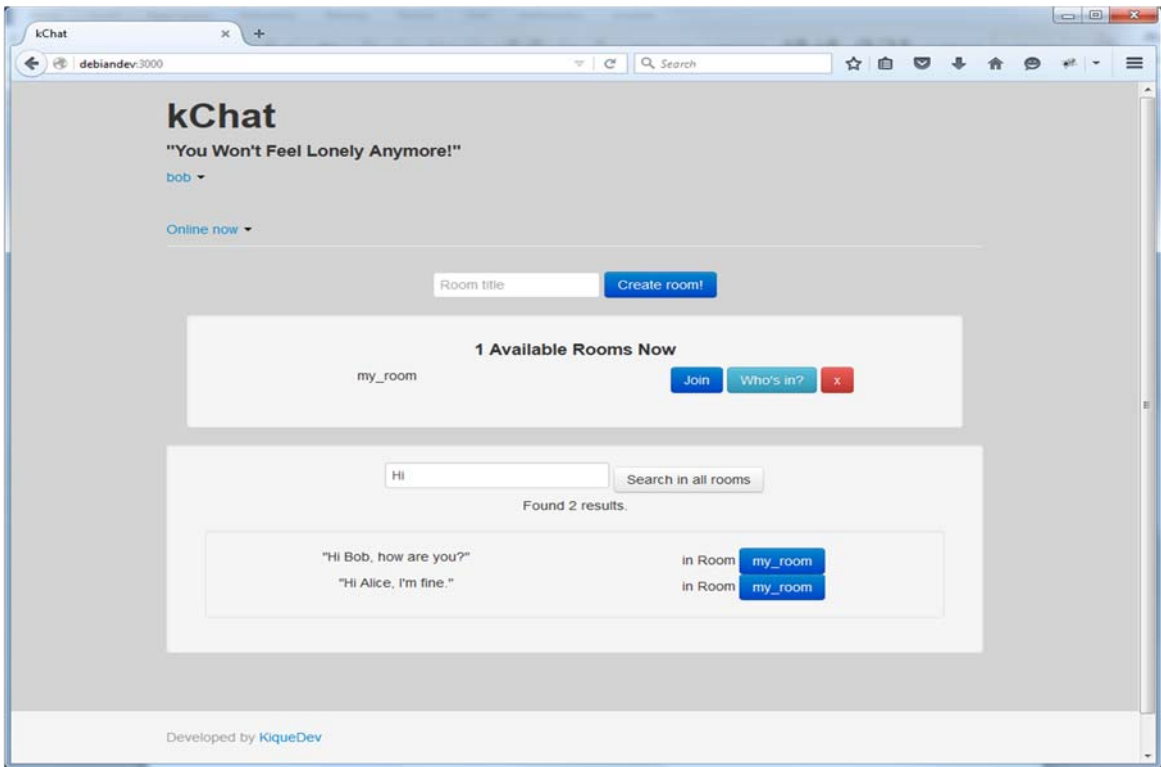 kChat
debiandev:3000
Search
kChat
"You Won't Feel Lonely Anymore!"
bob
Online now
Room title Create room!
1 Available Rooms Now
my_room Join Who's in? x
Hi Search in all rooms
Found 2 results.
"Hi Bob, how are you?" in Room my_room
"Hi Alice, I'm fine." in Room my_room
Developed by KiqueDev